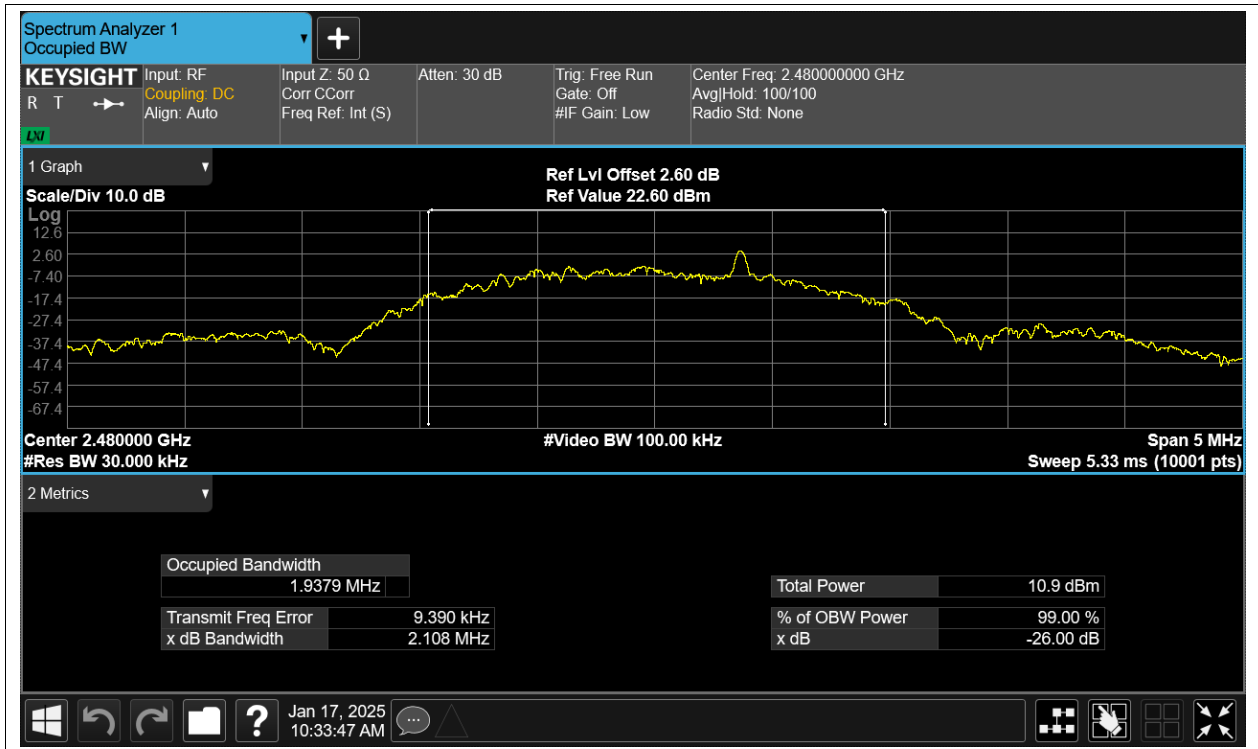 Spectrum Analyzer 1
Occupied BW
+
KEYSIGHT
R T
LXI
Input: RF
Coupling: DC
Align: Auto
Input Z: 50 Ω
Corr CCorr
Freq Ref: Int (S)
Atten: 30 dB
Trig: Free Run
Gate: Off
#IF Gain: Low
Center Freq: 2.480000000 GHz
Avg|Hold: 100/100
Radio Std: None
1 Graph
Ref Lvl Offset 2.60 dB
Scale/Div 10.0 dB
Ref Value 22.60 dBm
Log
12.6
2.60
-7.40
-17.4
-27.4
-37.4
-47.4
-57.4
-67.4
Center 2.480000 GHz
#Video BW 100.00 kHz
Span 5 MHz
#Res BW 30.000 kHz
Sweep 5.33 ms (10001 pts)
2 Metrics
Occupied Bandwidth
1.9379 MHz
Total Power 10.9 dBm
Transmit Freq Error 9.390 kHz
% of OBW Power 99.00 %
x dB Bandwidth 2.108 MHz
x dB -26.00 dB
?
Jan 17, 2025
10:33:47 AM